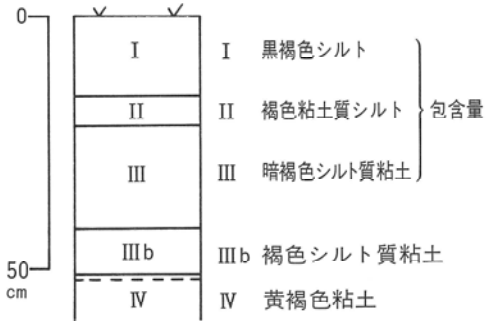 0
I
I 黒褐色シルト
II
II 褐色粘土質シルト
包含量
III
III 暗褐色シルト質粘土
IIIb
IIIb 褐色シルト質粘土
50
cm
IV
IV 黄褐色粘土